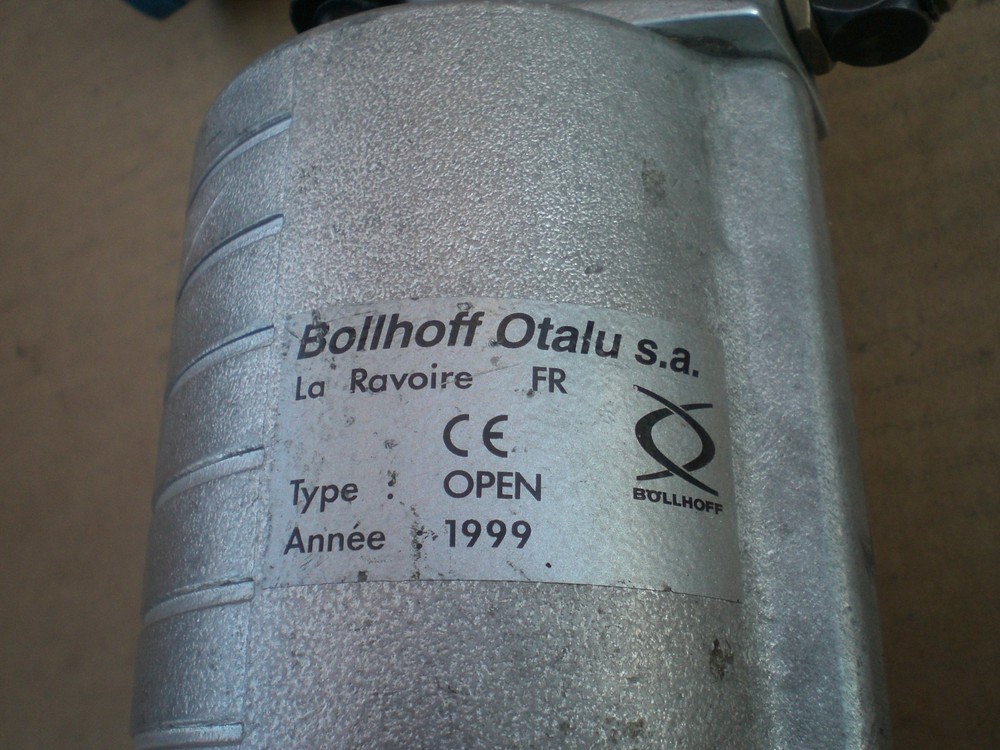 Bollhoff Otalu s.a.
La Ravoire FR
CE
Type : OPEN
Année : 1999
BÖLLHOFF